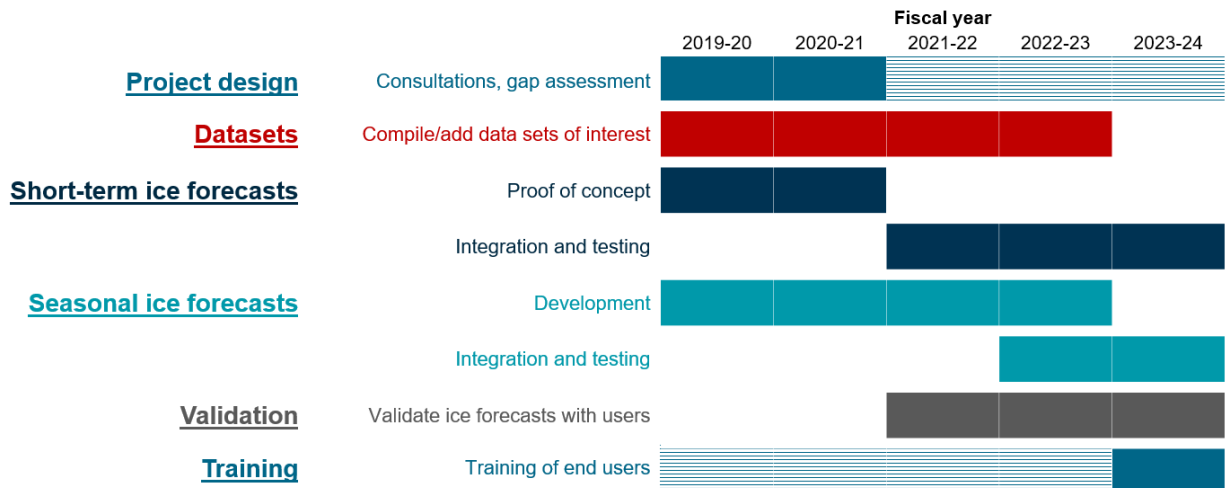 Fiscal year
2019-20 2020-21 2021-22 2022-23 2023-24
Project design Consultations, gap assessment
Datasets Compile/add data sets of interest
Short-term ice forecasts Proof of concept
Integration and testing
Seasonal ice forecasts Development
Integration and testing
Validation Validate ice forecasts with users
Training Training of end users